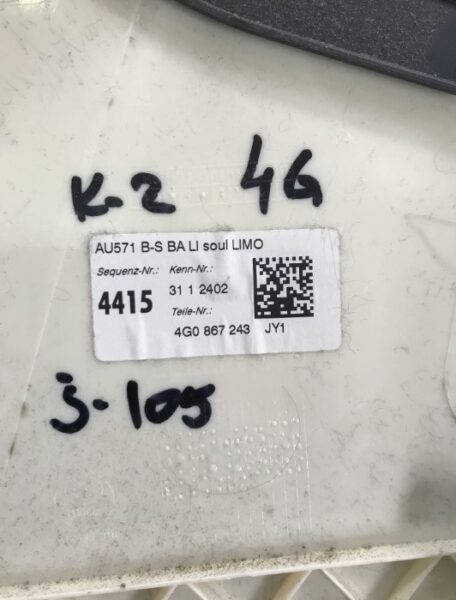 K-2 4G
AU571 B-S BA LI soul LIMO
Sequenz-Nr.: Kenn-Nr.:
4415 31 1 2402
Teile-Nr.:
4G0 867 243 JY1
s-105